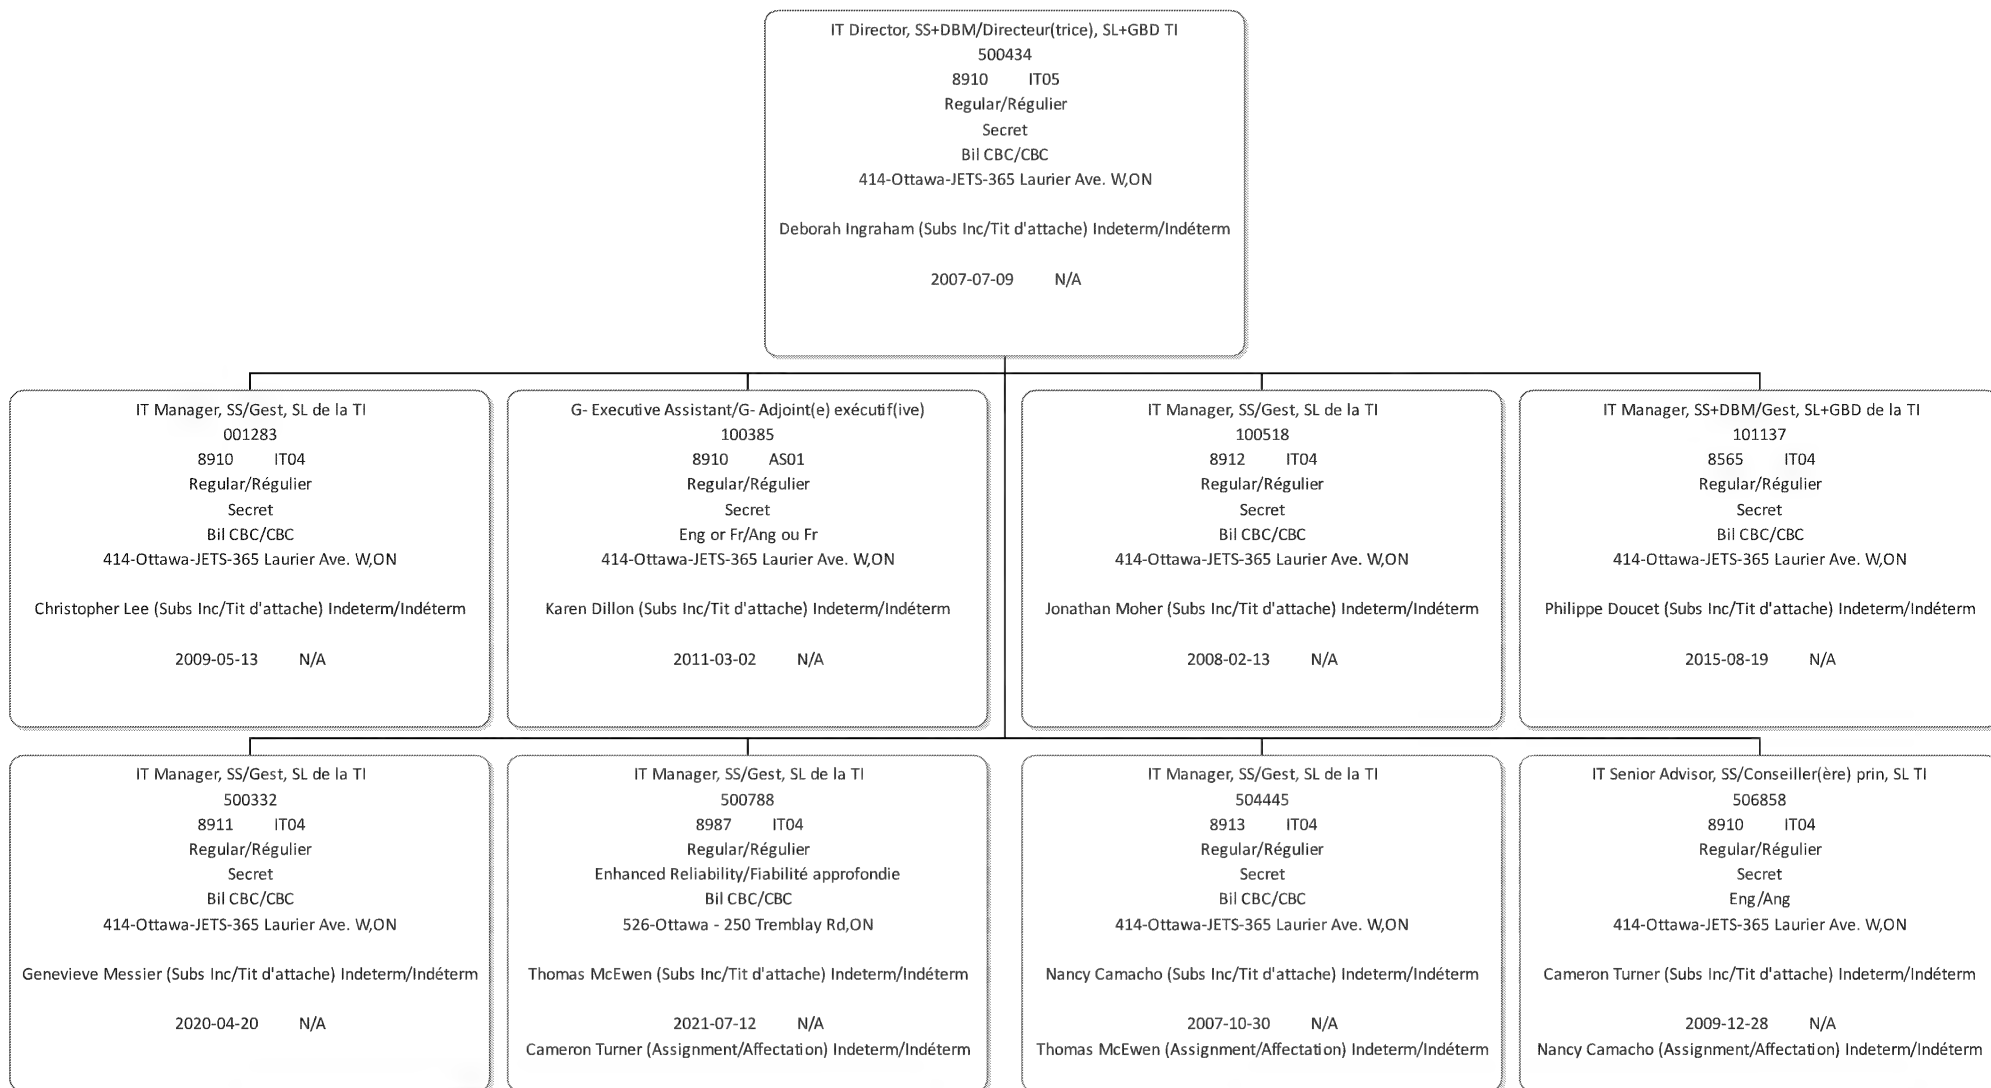 IT Director, SS+DBM/Directeur(trice), SL+GBD TI
500434
8910 IT05
Regular/Régulier
Secret
Bil CBC/CBC
414-Ottawa-JETS-365 Laurier Ave. W,ON
Deborah Ingraham (Subs Inc/Tit d'attache) Indeterm/Indéterm
2007-07-09 N/A
IT Manager, SS/Gest, SL de la TI
001283
8910 IT04
Regular/Régulier
Secret
Bil CBC/CBC
414-Ottawa-JETS-365 Laurier Ave. W,ON
Christopher Lee (Subs Inc/Tit d'attache) Indeterm/Indéterm
2009-05-13 N/A
G- Executive Assistant/G- Adjoint(e) exécutif(ive)
100385
8910 AS01
Regular/Régulier
Secret
Eng or Fr/Ang ou Fr
414-Ottawa-JETS-365 Laurier Ave. W,ON
Karen Dillon (Subs Inc/Tit d'attache) Indeterm/Indéterm
2011-03-02 N/A
IT Manager, SS/Gest, SL de la TI
100518
8912 IT04
Regular/Régulier
Secret
Bil CBC/CBC
414-Ottawa-JETS-365 Laurier Ave. W,ON
Jonathan Moher (Subs Inc/Tit d'attache) Indeterm/Indéterm
2008-02-13 N/A
IT Manager, SS+DBM/Gest, SL+GBD de la TI
101137
8565 IT04
Regular/Régulier
Secret
Bil CBC/CBC
414-Ottawa-JETS-365 Laurier Ave. W,ON
Philippe Doucet (Subs Inc/Tit d'attache) Indeterm/Indéterm
2015-08-19 N/A
IT Manager, SS/Gest, SL de la TI
500332
8911 IT04
Regular/Régulier
Secret
Bil CBC/CBC
414-Ottawa-JETS-365 Laurier Ave. W,ON
Genevieve Messier (Subs Inc/Tit d'attache) Indeterm/Indéterm
2020-04-20 N/A
IT Manager, SS/Gest, SL de la TI
500788
8987 IT04
Regular/Régulier
Enhanced Reliability/Fiabilité approfondie
Bil CBC/CBC
526-Ottawa - 250 Tremblay Rd,ON
Thomas McEwen (Subs Inc/Tit d'attache) Indeterm/Indéterm
2021-07-12 N/A
Cameron Turner (Assignment/Affectation) Indeterm/Indéterm
IT Manager, SS/Gest, SL de la TI
504445
8913 IT04
Regular/Régulier
Secret
Bil CBC/CBC
414-Ottawa-JETS-365 Laurier Ave. W,ON
Nancy Camacho (Subs Inc/Tit d'attache) Indeterm/Indéterm
2007-10-30 N/A
Thomas McEwen (Assignment/Affectation) Indeterm/Indéterm
IT Senior Advisor, SS/Conseiller(ère) prin, SL TI
506858
8910 IT04
Regular/Régulier
Secret
Eng/Ang
414-Ottawa-JETS-365 Laurier Ave. W,ON
Cameron Turner (Subs Inc/Tit d'attache) Indeterm/Indéterm
2009-12-28 N/A
Nancy Camacho (Assignment/Affectation) Indeterm/Indéterm